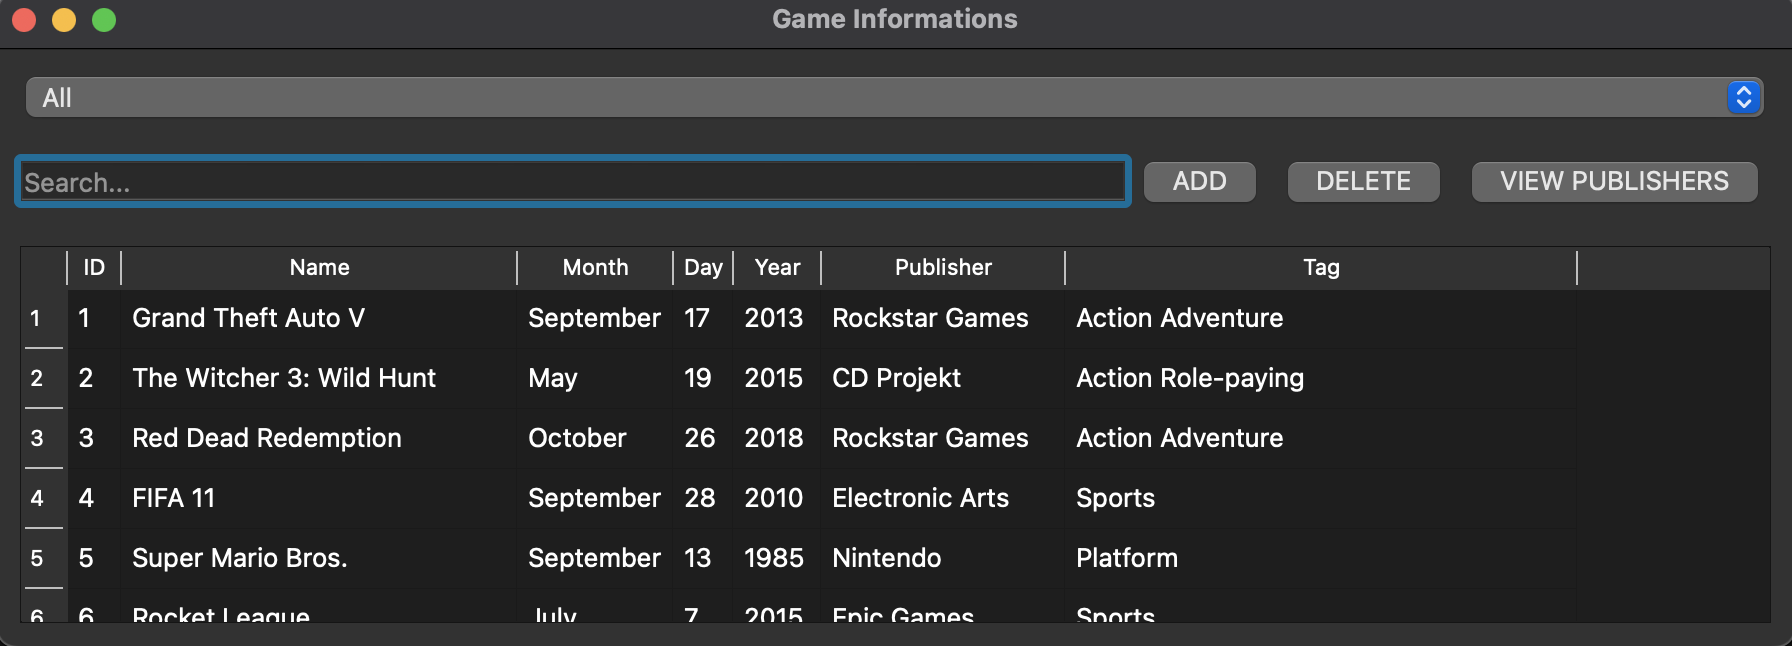 Game Informations
All
Search...
ADD DELETE VIEW PUBLISHERS
ID Name Month Day Year Publisher Tag
1 1 Grand Theft Auto V September 17 2013 Rockstar Games Action Adventure
2 2 The Witcher 3: Wild Hunt May 19 2015 CD Projekt Action Role-paying
3 3 Red Dead Redemption October 26 2018 Rockstar Games Action Adventure
4 4 FIFA 11 September 28 2010 Electronic Arts Sports
5 5 Super Mario Bros. September 13 1985 Nintendo Platform
6 6 Rocket League July 7 2015 Epic Games Sports